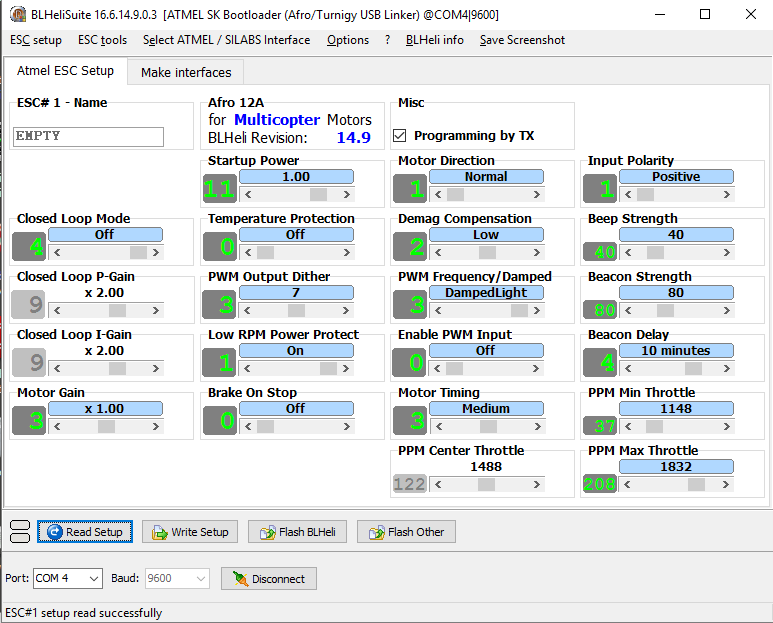 BLHeliSuite 16.6.14.9.0.3 [ATMEL SK Bootloader (Afro/Turnigy USB Linker) @COM4|9600]
ESC setup ESC tools Select ATMEL / SILABS Interface Options ? BLHeli info Save Screenshot
Atmel ESC Setup Make interfaces
ESC# 1 - Name
EMPTY
Afro 12A
for Multicopter Motors
BLHeli Revision: 14.9
Misc
Programming by TX
Startup Power
11 1.00
Motor Direction
1 Normal
Input Polarity
1 Positive
Closed Loop Mode
4 Off
Temperature Protection
0 Off
Demag Compensation
2 Low
Beep Strength
40 40
Closed Loop P-Gain
9 x 2.00
PWM Output Dither
3 7
PWM Frequency/Damped
3 DampedLight
Beacon Strength
80 80
Closed Loop I-Gain
9 x 2.00
Low RPM Power Protect
1 On
Enable PWM Input
0 Off
Beacon Delay
4 10 minutes
Motor Gain
3 x 1.00
Brake On Stop
0 Off
Motor Timing
3 Medium
PPM Min Throttle
37 1148
PPM Center Throttle
122 1488
PPM Max Throttle
208 1832
Read Setup Write Setup Flash BLHeli Flash Other
Port: COM 4 Baud: 9600 Disconnect
ESC#1 setup read successfully